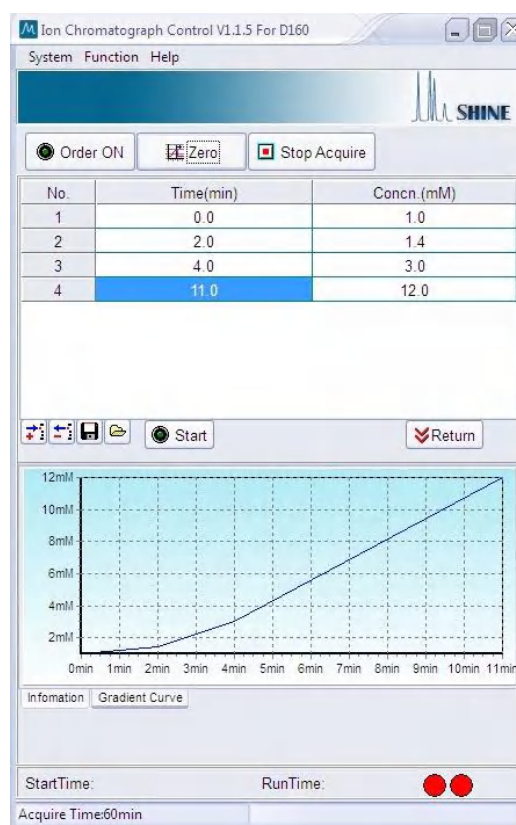 Ion Chromatograph Control V1.1.5 For D160
System Function Help
SHINE
Order ON Zero Stop Acquire
No. Time(min) Concn.(mM)
1 0.0 1.0
2 2.0 1.4
3 4.0 3.0
4 11.0 12.0
Start Return
12mM
10mM
8mM
6mM
4mM
2mM
0min 1min 2min 3min 4min 5min 6min 7min 8min 9min 10min 11min
Infomation Gradient Curve
StartTime: RunTime:
Acquire Time:60min